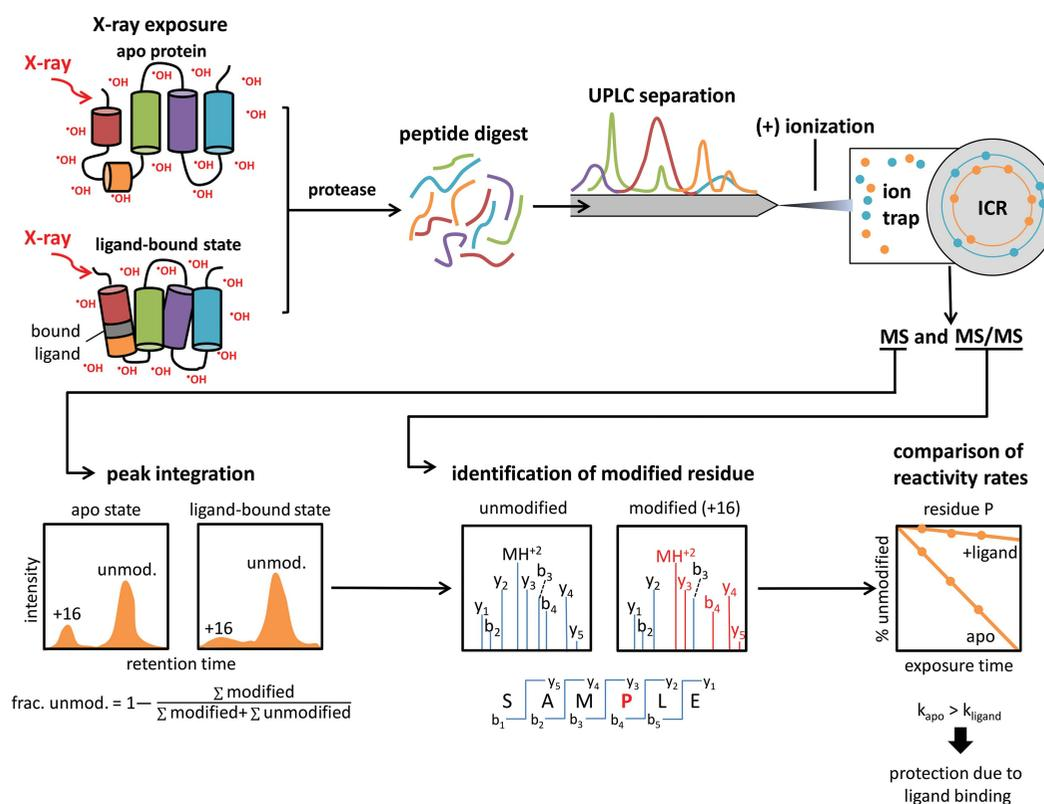 X-ray exposure
apo protein
X-ray
•OH
•OH
•OH
•OH
•OH
•OH
•OH
•OH
•OH
•OH
•OH
ligand-bound state
X-ray
•OH
•OH
•OH
•OH
•OH
•OH
•OH
•OH
•OH
•OH
•OH
bound
ligand
protease
peptide digest
UPLC separation
(+) ionization
ion
trap
ICR
MS and MS/MS
peak integration
apo state
ligand-bound state
intensity
+16
unmod.
+16
unmod.
retention time
frac. unmod. = 1— Σ modified
Σ modified+ Σ unmodified
identification of modified residue
unmodified
modified (+16)
MH+2
y1
b2
y2
y3
b3
b4
y4
y5
MH+2
y1
b2
y2
y3
b3
b4
y4
y5
y5 y4 y3 y2 y1
S A M P L E
b1 b2 b3 b4 b5
comparison of
reactivity rates
residue P
% unmodified
+ligand
apo
exposure time
kapo > kligand
protection due to
ligand binding